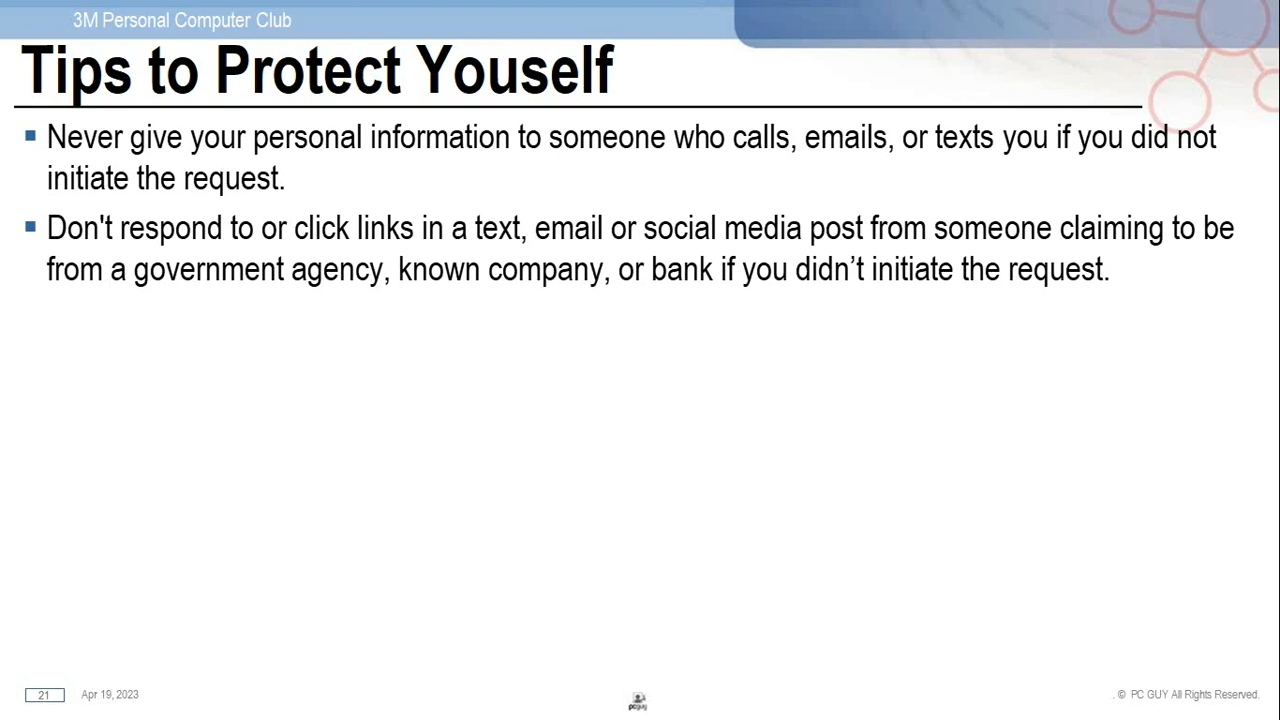 3M Personal Computer Club
Tips to Protect Youself
Never give your personal information to someone who calls, emails, or texts you if you did not
initiate the request.
Don't respond to or click links in a text, email or social media post from someone claiming to be
from a government agency, known company, or bank if you didn’t initiate the request.
21
Apr 19, 2023
pcguy
. © PC GUY All Rights Reserved.